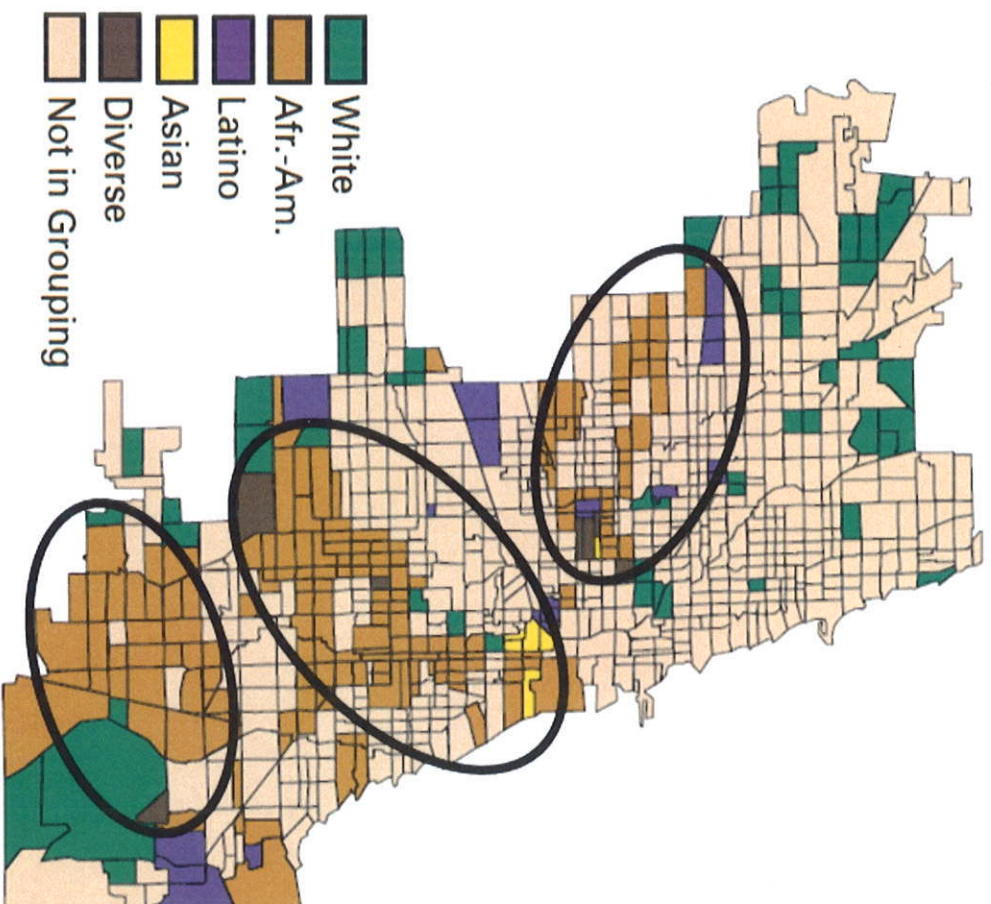 White
Afr.-Am.
Latino
Asian
Diverse
Not in Grouping